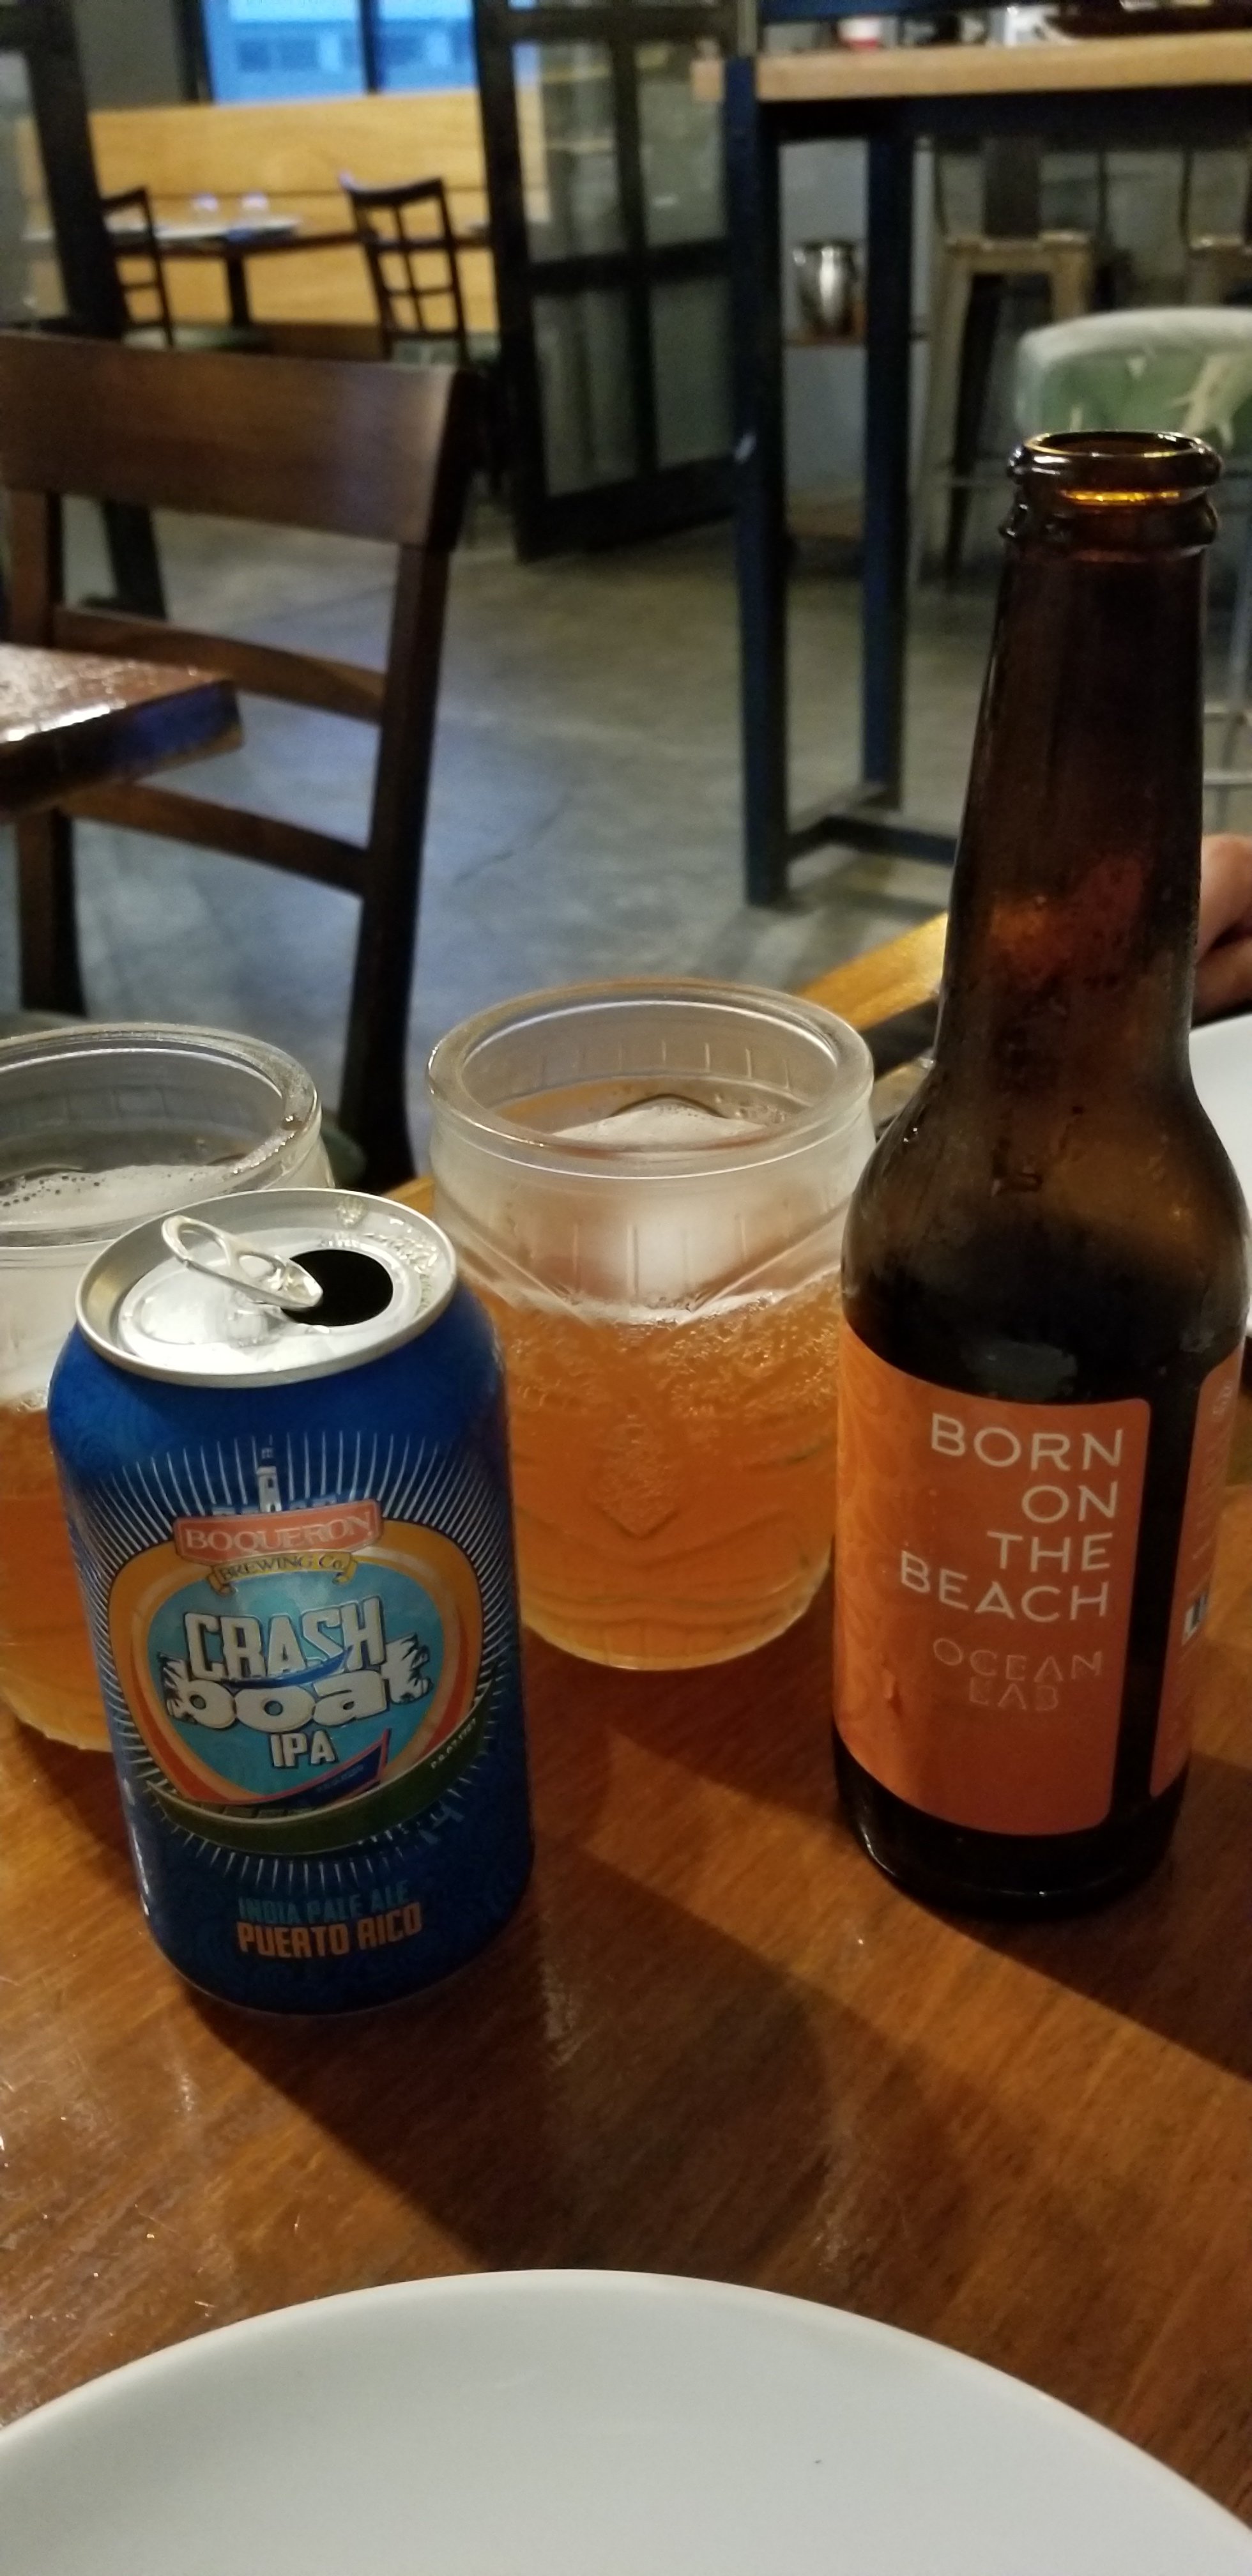 BOQUERON
BREWING Co.
CRASH
boat
IPA
INDIA PALE ALE
PUERTO RICO
BORN
ON
THE
BEACH
OCEAN
LAB